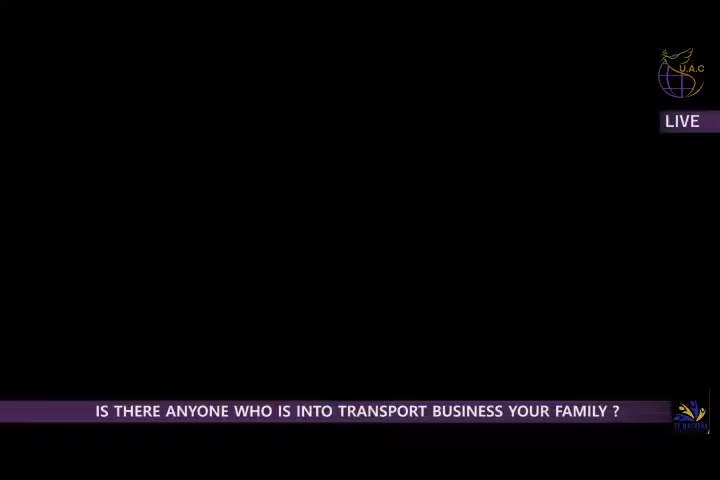 U.A.C
LIVE
IS THERE ANYONE WHO IS INTO TRANSPORT BUSINESS YOUR FAMILY ?